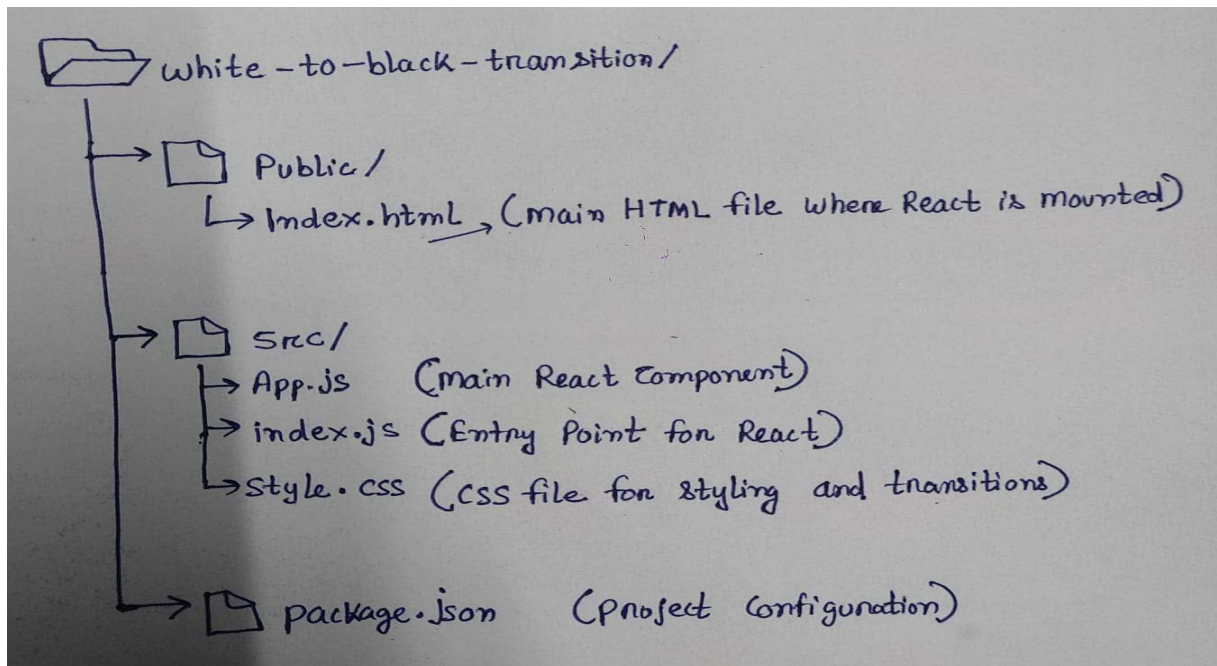 white-to-black-transition/
Public/
Index.html (main HTML file where React is mounted)
src/
App.js (main React Component)
index.js (Entry Point for React)
style.css (css file for styling and transitions)
package.json (project Configuration)